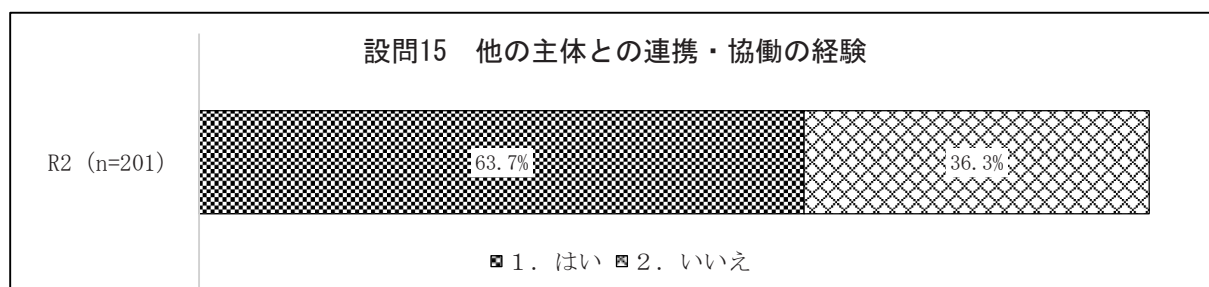 設問15　他の主体との連携・協働の経験
R2 (n=201)
63.7%
36.3%
1．はい 2．いいえ